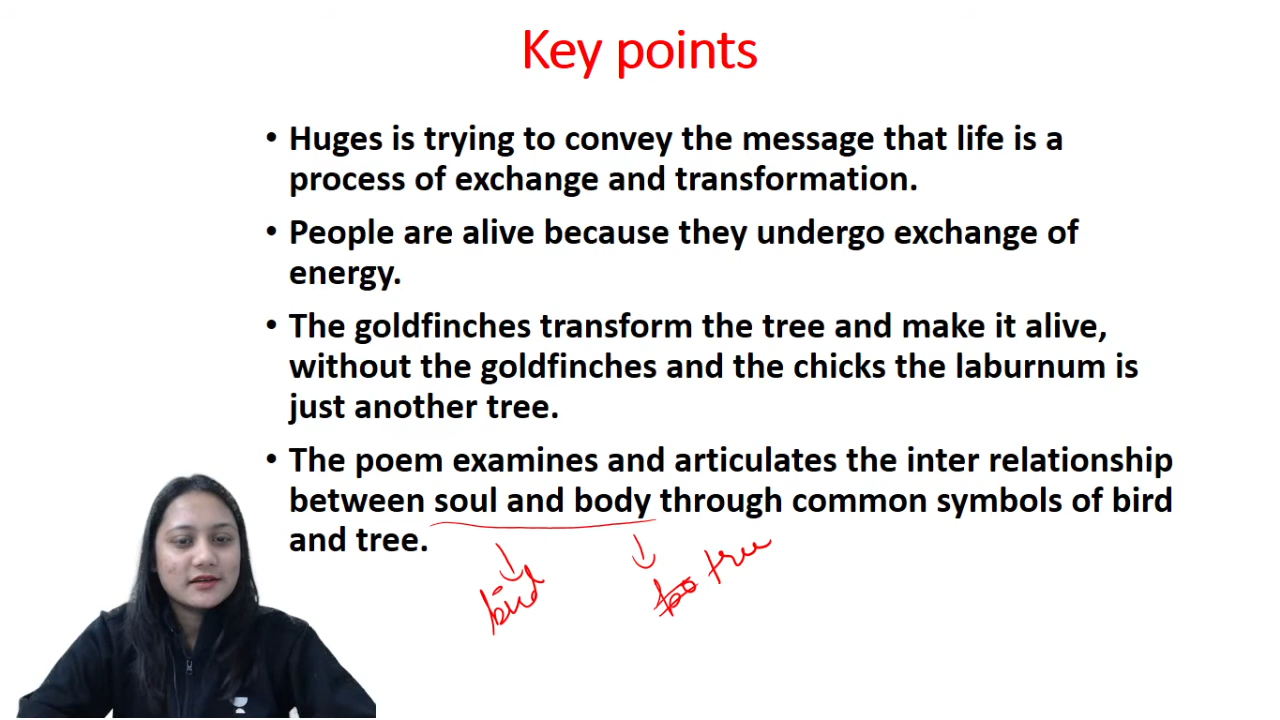 Key points
• Huges is trying to convey the message that life is a
process of exchange and transformation.
• People are alive because they undergo exchange of
energy.
• The goldfinches transform the tree and make it alive,
without the goldfinches and the chicks the laburnum is
just another tree.
• The poem examines and articulates the inter relationship
between soul and body through common symbols of bird
and tree.
bird tree